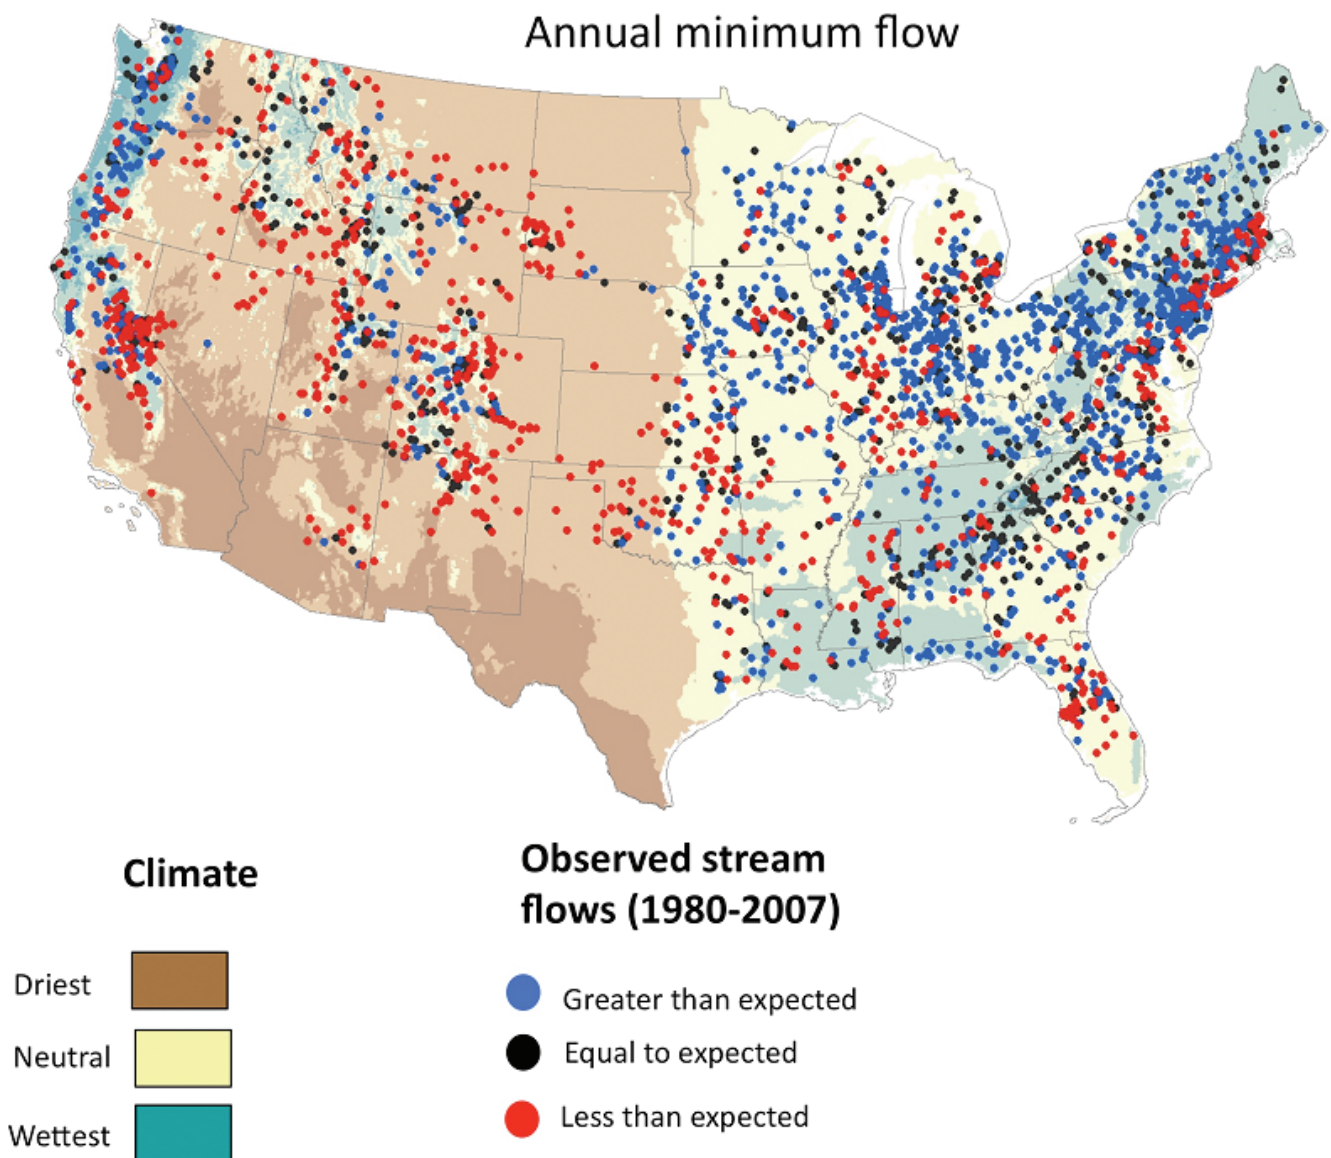 Annual minimum flow
Climate
Driest
Neutral
Wettest
Observed stream
flows (1980-2007)
Greater than expected
Equal to expected
Less than expected